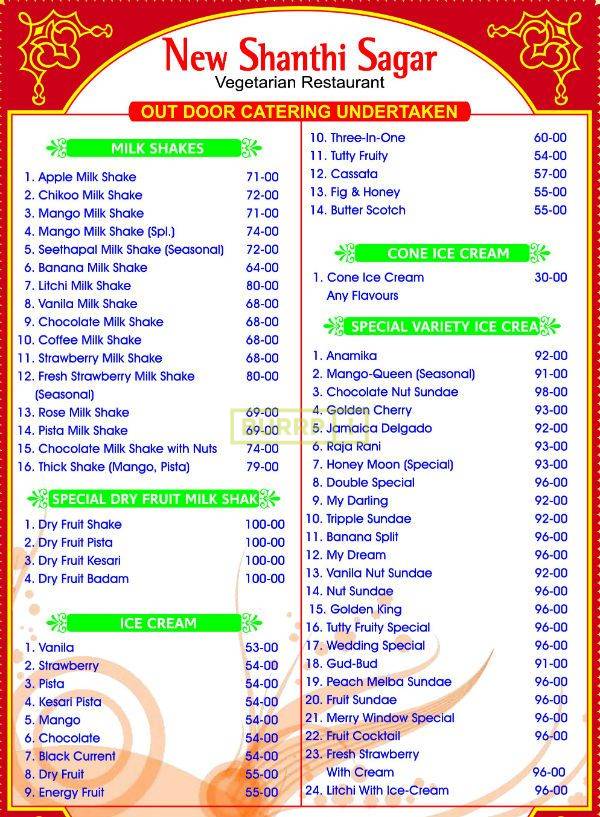 New Shanthi Sagar
Vegetarian Restaurant
OUT DOOR CATERING UNDERTAKEN
MILK SHAKES
1. Apple Milk Shake 71-00
2. Chikoo Milk Shake 72-00
3. Mango Milk Shake 71-00
4. Mango Milk Shake (Spl.) 74-00
5. Seethapal Milk Shake (Seasonal) 72-00
6. Banana Milk Shake 64-00
7. Litchi Milk Shake 80-00
8. Vanila Milk Shake 68-00
9. Chocolate Milk Shake 68-00
10. Coffee Milk Shake 68-00
11. Strawberry Milk Shake 68-00
12. Fresh Strawberry Milk Shake 80-00
(Seasonal)
13. Rose Milk Shake 69-00
14. Pista Milk Shake 69-00
15. Chocolate Milk Shake with Nuts 74-00
16. Thick Shake (Mango, Pista) 79-00
SPECIAL DRY FRUIT MILK SHAK
1. Dry Fruit Shake 100-00
2. Dry Fruit Pista 100-00
3. Dry Fruit Kesari 100-00
4. Dry Fruit Badam 100-00
ICE CREAM
1. Vanila 53-00
2. Strawberry 54-00
3. Pista 54-00
4. Kesari Pista 54-00
5. Mango 54-00
6. Chocolate 54-00
7. Black Current 54-00
8. Dry Fruit 55-00
9. Energy Fruit 55-00
10. Three-In-One 60-00
11. Tutty Fruity 54-00
12. Cassata 57-00
13. Fig & Honey 55-00
14. Butter Scotch 55-00
CONE ICE CREAM
1. Cone Ice Cream 30-00
Any Flavours
SPECIAL VARIETY ICE CREA
1. Anamika 92-00
2. Mango-Queen (Seasonal) 91-00
3. Chocolate Nut Sundae 98-00
4. Golden Cherry 93-00
5. Jamaica Delgado 92-00
6. Raja Rani 93-00
7. Honey Moon (Special) 93-00
8. Double Special 96-00
9. My Darling 92-00
10. Tripple Sundae 92-00
11. Banana Split 96-00
12. My Dream 96-00
13. Vanila Nut Sundae 92-00
14. Nut Sundae 96-00
15. Golden King 96-00
16. Tutty Fruity Special 96-00
17. Wedding Special 96-00
18. Gud-Bud 91-00
19. Peach Melba Sundae 96-00
20. Fruit Sundae 96-00
21. Merry Window Special 96-00
22. Fruit Cocktail 96-00
23. Fresh Strawberry
With Cream 96-00
24. Litchi With Ice-Cream 96-00